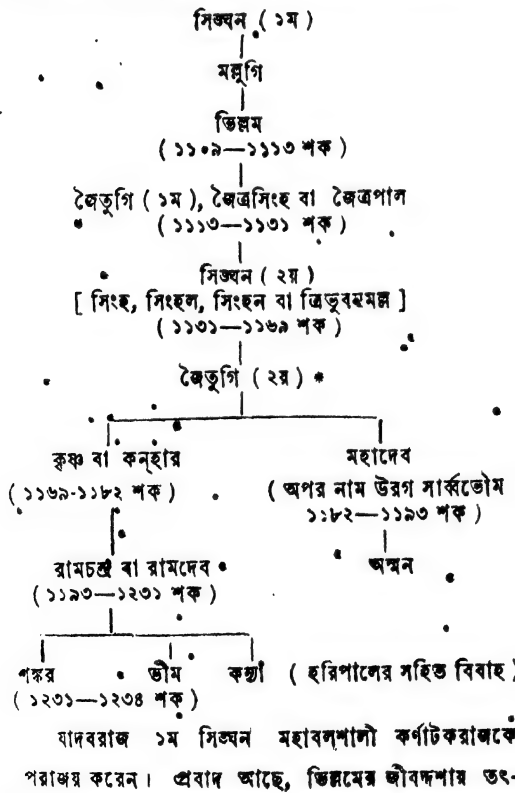 সিঙ্ঘন ( ১ম )
মল্লুগি
ভিল্লম
( ১১০৯—১১১৩ শক )
জৈতুগি ( ১ম ), জৈত্রসিংহ বা জৈত্রপাল
( ১১১৩—১১৩১ শক )
সিঙ্ঘন ( ২য় )
[ সিংহ, সিংহল, সিংহন বা ত্রিভুবনমল্ল ]
( ১১৩১—১১৬৯ শক )
জৈতুগি ( ২য় ) *
কৃষ্ণ বা কন্হার মহাদেব
( ১১৬৯-১১৮২ শক ) ( অপর নাম উরগ সার্ব্বভৌম
১১৮২—১১৯৩ শক )
রামচন্দ্র বা রামদেব অম্মন
( ১১৯৩—১২৩১ শক )
শঙ্কর ভীম কন্যা ( হরিপালের সহিত বিবাহ )
( ১২৩১—১২৩৪ শক )
যাদবরাজ ১ম সিঙ্ঘন মহাবলশালী কর্ণাটকরাজকে
পরাজয় করেন। প্রবাদ আছে, ভিল্লমের জীবদ্দশায় তৎ-